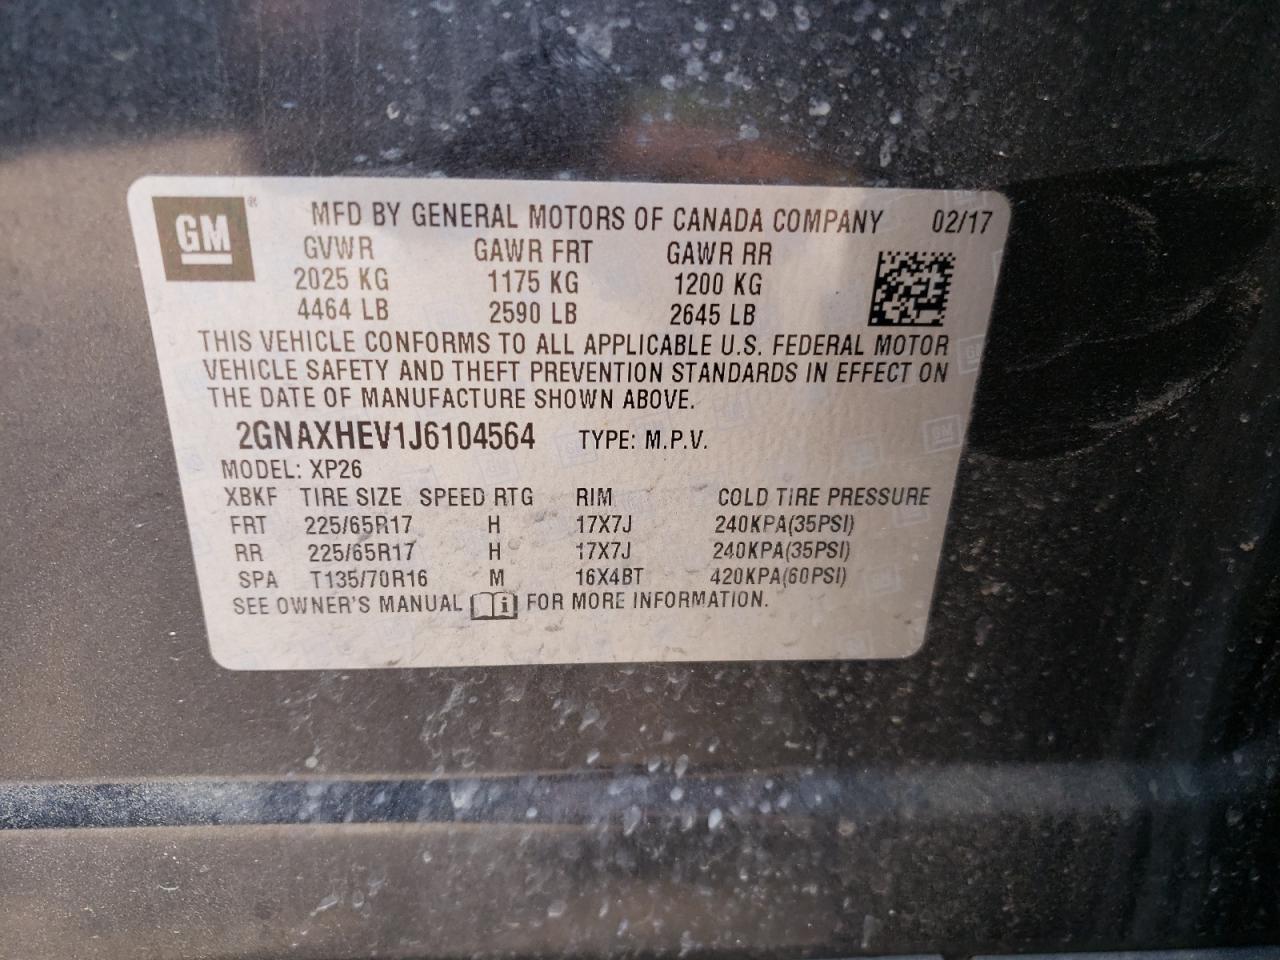 GM® MFD BY GENERAL MOTORS OF CANADA COMPANY 02/17
GVWR GAWR FRT GAWR RR
2025 KG 1175 KG 1200 KG
4464 LB 2590 LB 2645 LB
THIS VEHICLE CONFORMS TO ALL APPLICABLE U.S. FEDERAL MOTOR
VEHICLE SAFETY AND THEFT PREVENTION STANDARDS IN EFFECT ON
THE DATE OF MANUFACTURE SHOWN ABOVE.
2GNAXHEV1J6104564 TYPE: M.P.V.
MODEL: XP26
XBKF TIRE SIZE SPEED RTG RIM COLD TIRE PRESSURE
FRT 225/65R17 H 17X7J 240KPA(35PSI)
RR 225/65R17 H 17X7J 240KPA(35PSI)
SPA T135/70R16 M 16X4BT 420KPA(60PSI)
SEE OWNER'S MANUAL i FOR MORE INFORMATION.